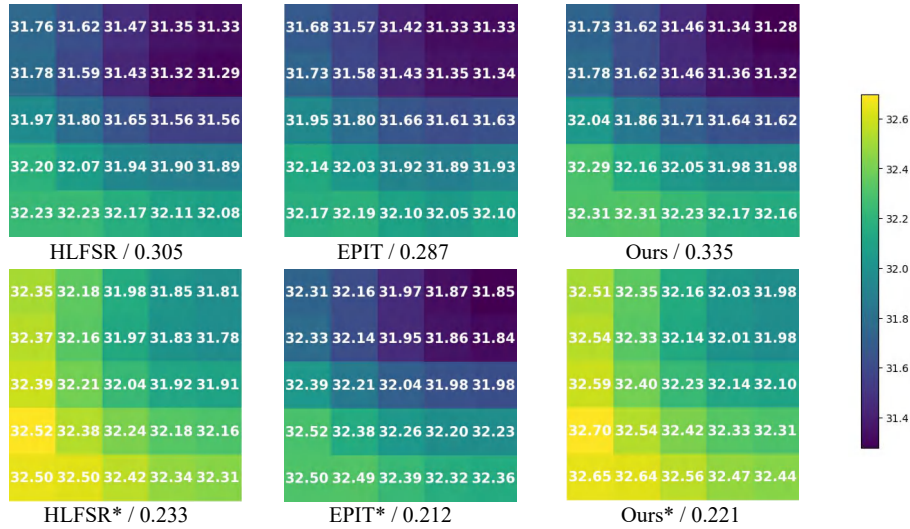 31.76 31.62 31.47 31.35 31.33 31.68 31.57 31.42 31.33 31.33 31.73 31.62 31.46 31.34 31.28
31.78 31.59 31.43 31.32 31.29 31.73 31.58 31.43 31.35 31.34 31.78 31.62 31.46 31.36 31.32
31.97 31.80 31.65 31.56 31.56 31.95 31.80 31.66 31.61 31.63 32.04 31.86 31.71 31.64 31.62
32.20 32.07 31.94 31.90 31.89 32.14 32.03 31.92 31.89 31.93 32.29 32.16 32.05 31.98 31.98
32.23 32.23 32.17 32.11 32.08 32.17 32.19 32.10 32.05 32.10 32.31 32.31 32.23 32.17 32.16
HLFSR / 0.305 EPIT / 0.287 Ours / 0.335
32.35 32.18 31.98 31.85 31.81 32.31 32.16 31.97 31.87 31.85 32.51 32.35 32.16 32.03 31.98
32.37 32.16 31.97 31.83 31.78 32.33 32.14 31.95 31.86 31.84 32.54 32.33 32.14 32.01 31.98
32.39 32.21 32.04 31.92 31.91 32.39 32.21 32.04 31.98 31.98 32.59 32.40 32.23 32.14 32.10
32.52 32.38 32.24 32.18 32.16 32.52 32.38 32.26 32.20 32.23 32.70 32.54 32.42 32.33 32.31
32.50 32.50 32.42 32.34 32.31 32.50 32.49 32.39 32.32 32.36 32.65 32.64 32.56 32.47 32.44
HLFSR* / 0.233 EPIT* / 0.212 Ours* / 0.221
32.6
32.4
32.2
32.0
31.8
31.6
31.4